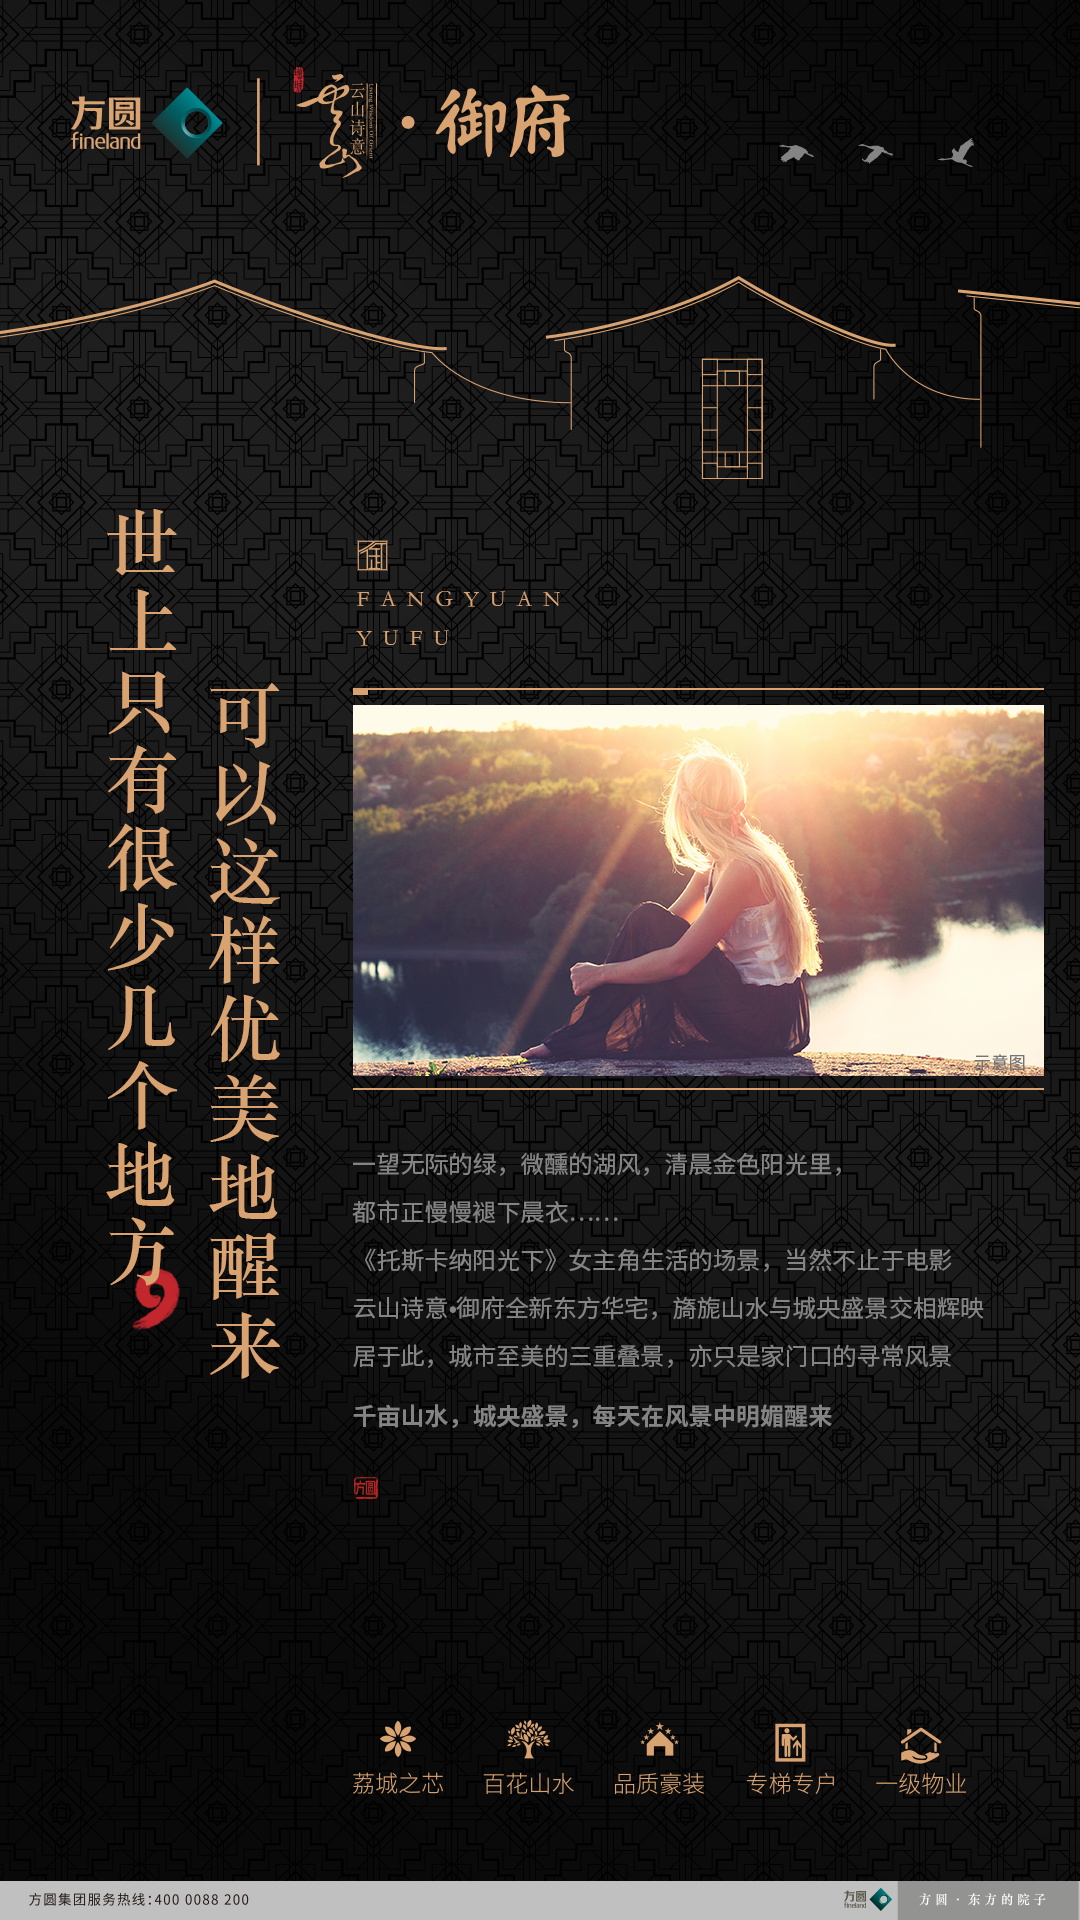 方圆
fineland
云山
云山诗意
Living Wisdom Of Orient
·御府
世上只有很少几个地方
可以这样优美地醒来
御
FANGYUAN
YUFU
示意图
一望无际的绿，微醺的湖风，清晨金色阳光里，
都市正慢慢褪下晨衣……
《托斯卡纳阳光下》女主角生活的场景，当然不止于电影
云山诗意•御府全新东方华宅，旖旎山水与城央盛景交相辉映
居于此，城市至美的三重叠景，亦只是家门口的寻常风景
千亩山水，城央盛景，每天在风景中明媚醒来
方圆
荔城之芯
百花山水
品质豪装
专梯专户
一级物业
方圆集团服务热线：400 0088 200
方圆
fineland
方圆·东方的院子